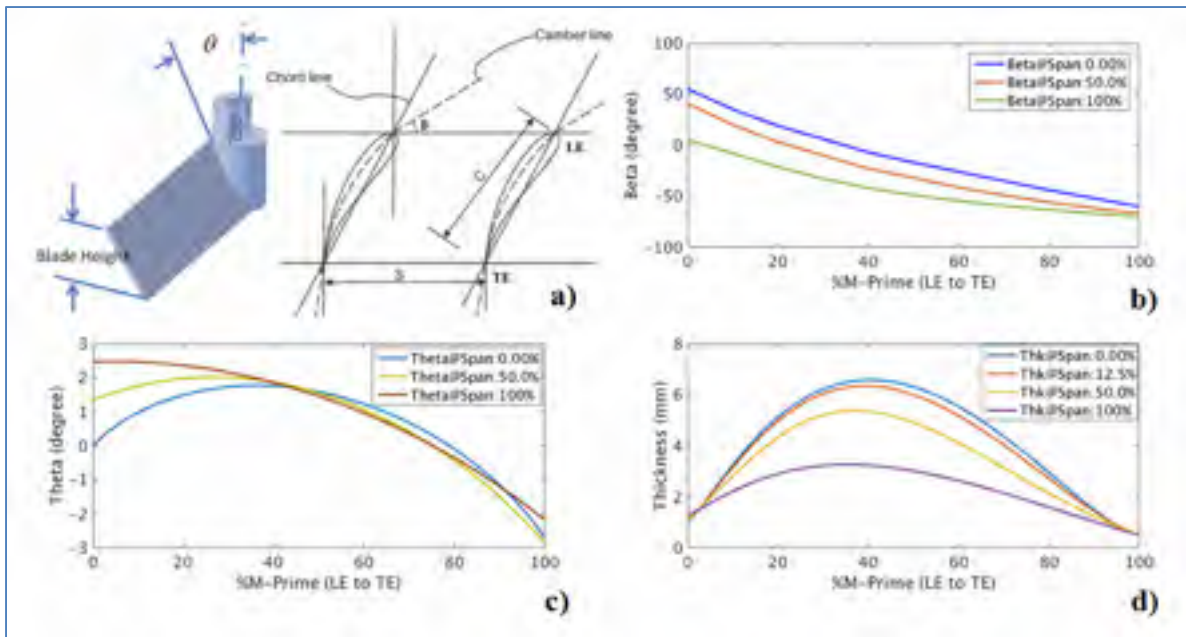 θ
Chord line
Camber line
β
LE
C
Blade Height
S
TE
a)
100
50
0
-50
-100
Beta (degree)
Beta@Span 0.00%
Beta@Span 50.0%
Beta@Span 100%
0 20 40 60 80 100
%M-Prime (LE to TE)
b)
3
2
1
0
-1
-2
-3
Theta (degree)
Theta@Span 0.00%
Theta@Span 50.0%
Theta@Span 100%
0 20 40 60 80 100
%M-Prime (LE to TE)
c)
8
6
4
2
0
Thickness (mm)
Thk@Span 0.00%
Thk@Span 12.5%
Thk@Span 50.0%
Thk@Span 100%
0 20 40 60 80 100
%M-Prime (LE to TE)
d)